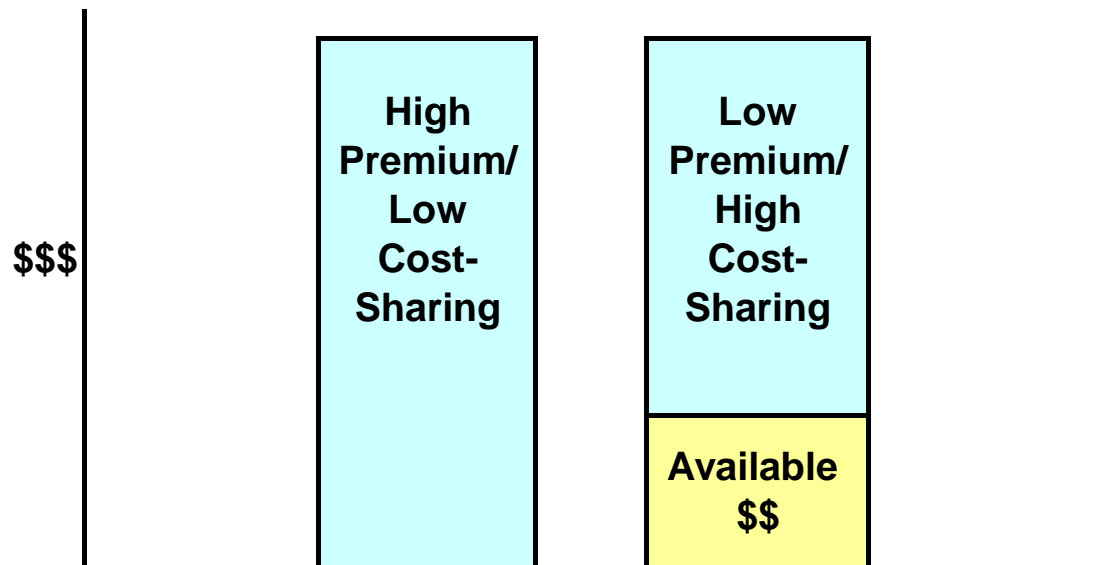 $$$
High
Premium/
Low
Cost-
Sharing
Low
Premium/
High
Cost-
Sharing
Available
$$